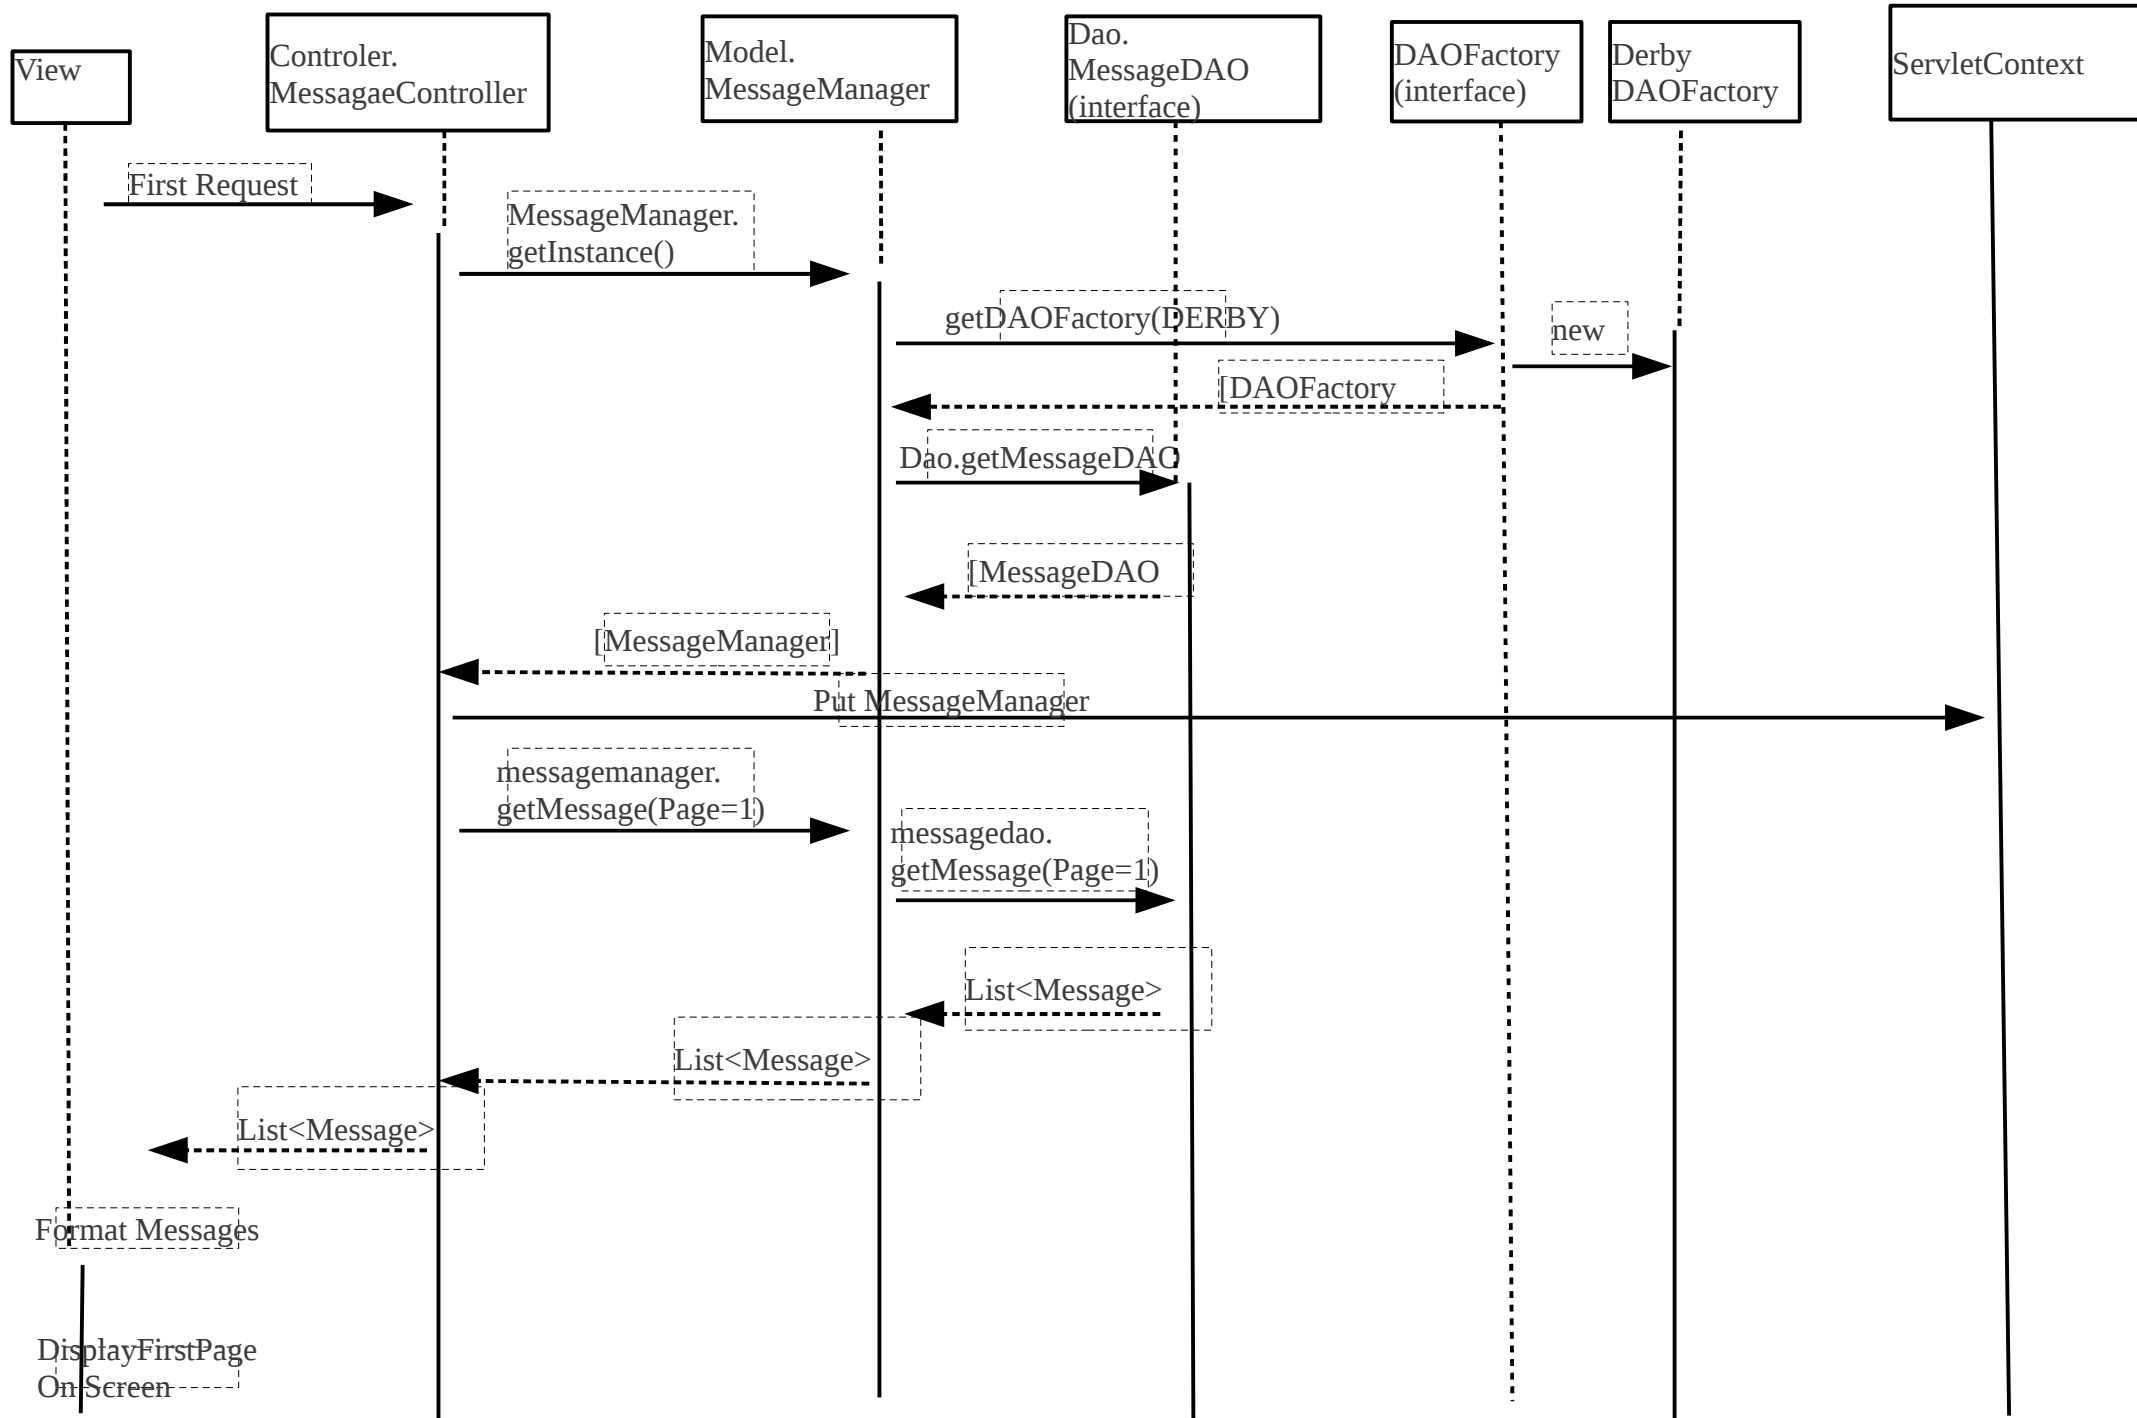 View
Controler.
MessagaeController
Model.
MessageManager
Dao.
MessageDAO
(interface)
DAOFactory
(interface)
Derby
DAOFactory
ServletContext
First Request
MessageManager.
getInstance()
getDAOFactory(DERBY)
new
[DAOFactory
Dao.getMessageDAO
[MessageDAO
[MessageManager]
Put MessageManager
messagemanager.
getMessage(Page=1)
messagedao.
getMessage(Page=1)
List<Message>
List<Message>
List<Message>
Format Messages
DisplayFirstPage
On Screen